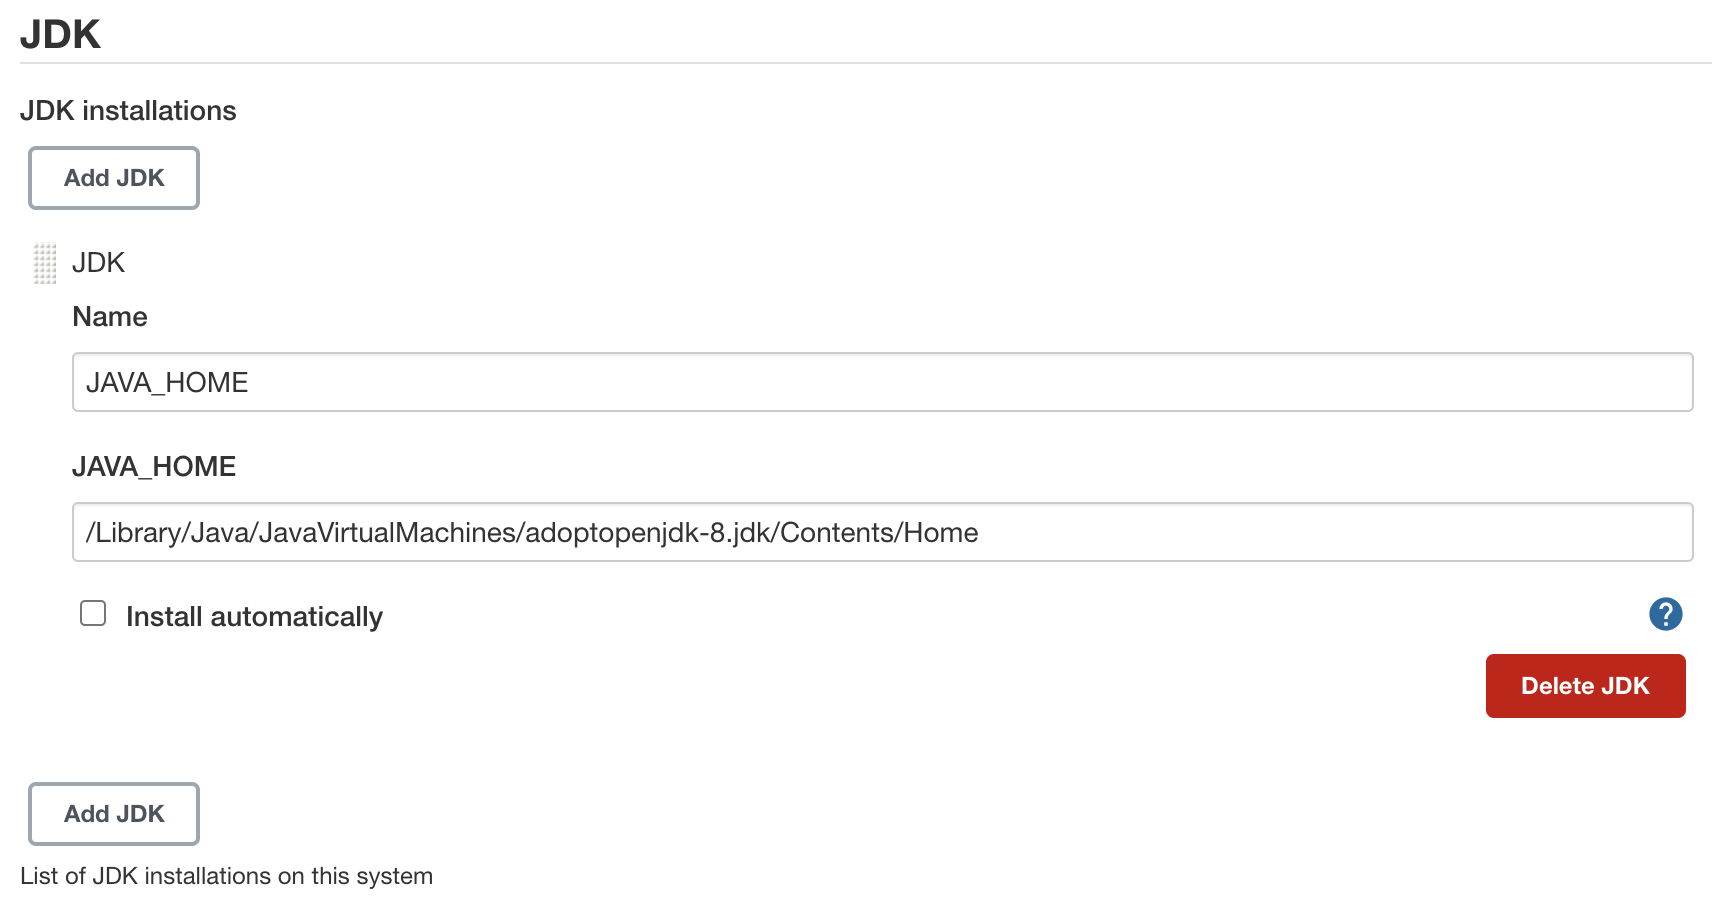 JDK
JDK installations
Add JDK
JDK
Name
JAVA_HOME
JAVA_HOME
/Library/Java/JavaVirtualMachines/adoptopenjdk-8.jdk/Contents/Home
Install automatically
?
Delete JDK
Add JDK
List of JDK installations on this system